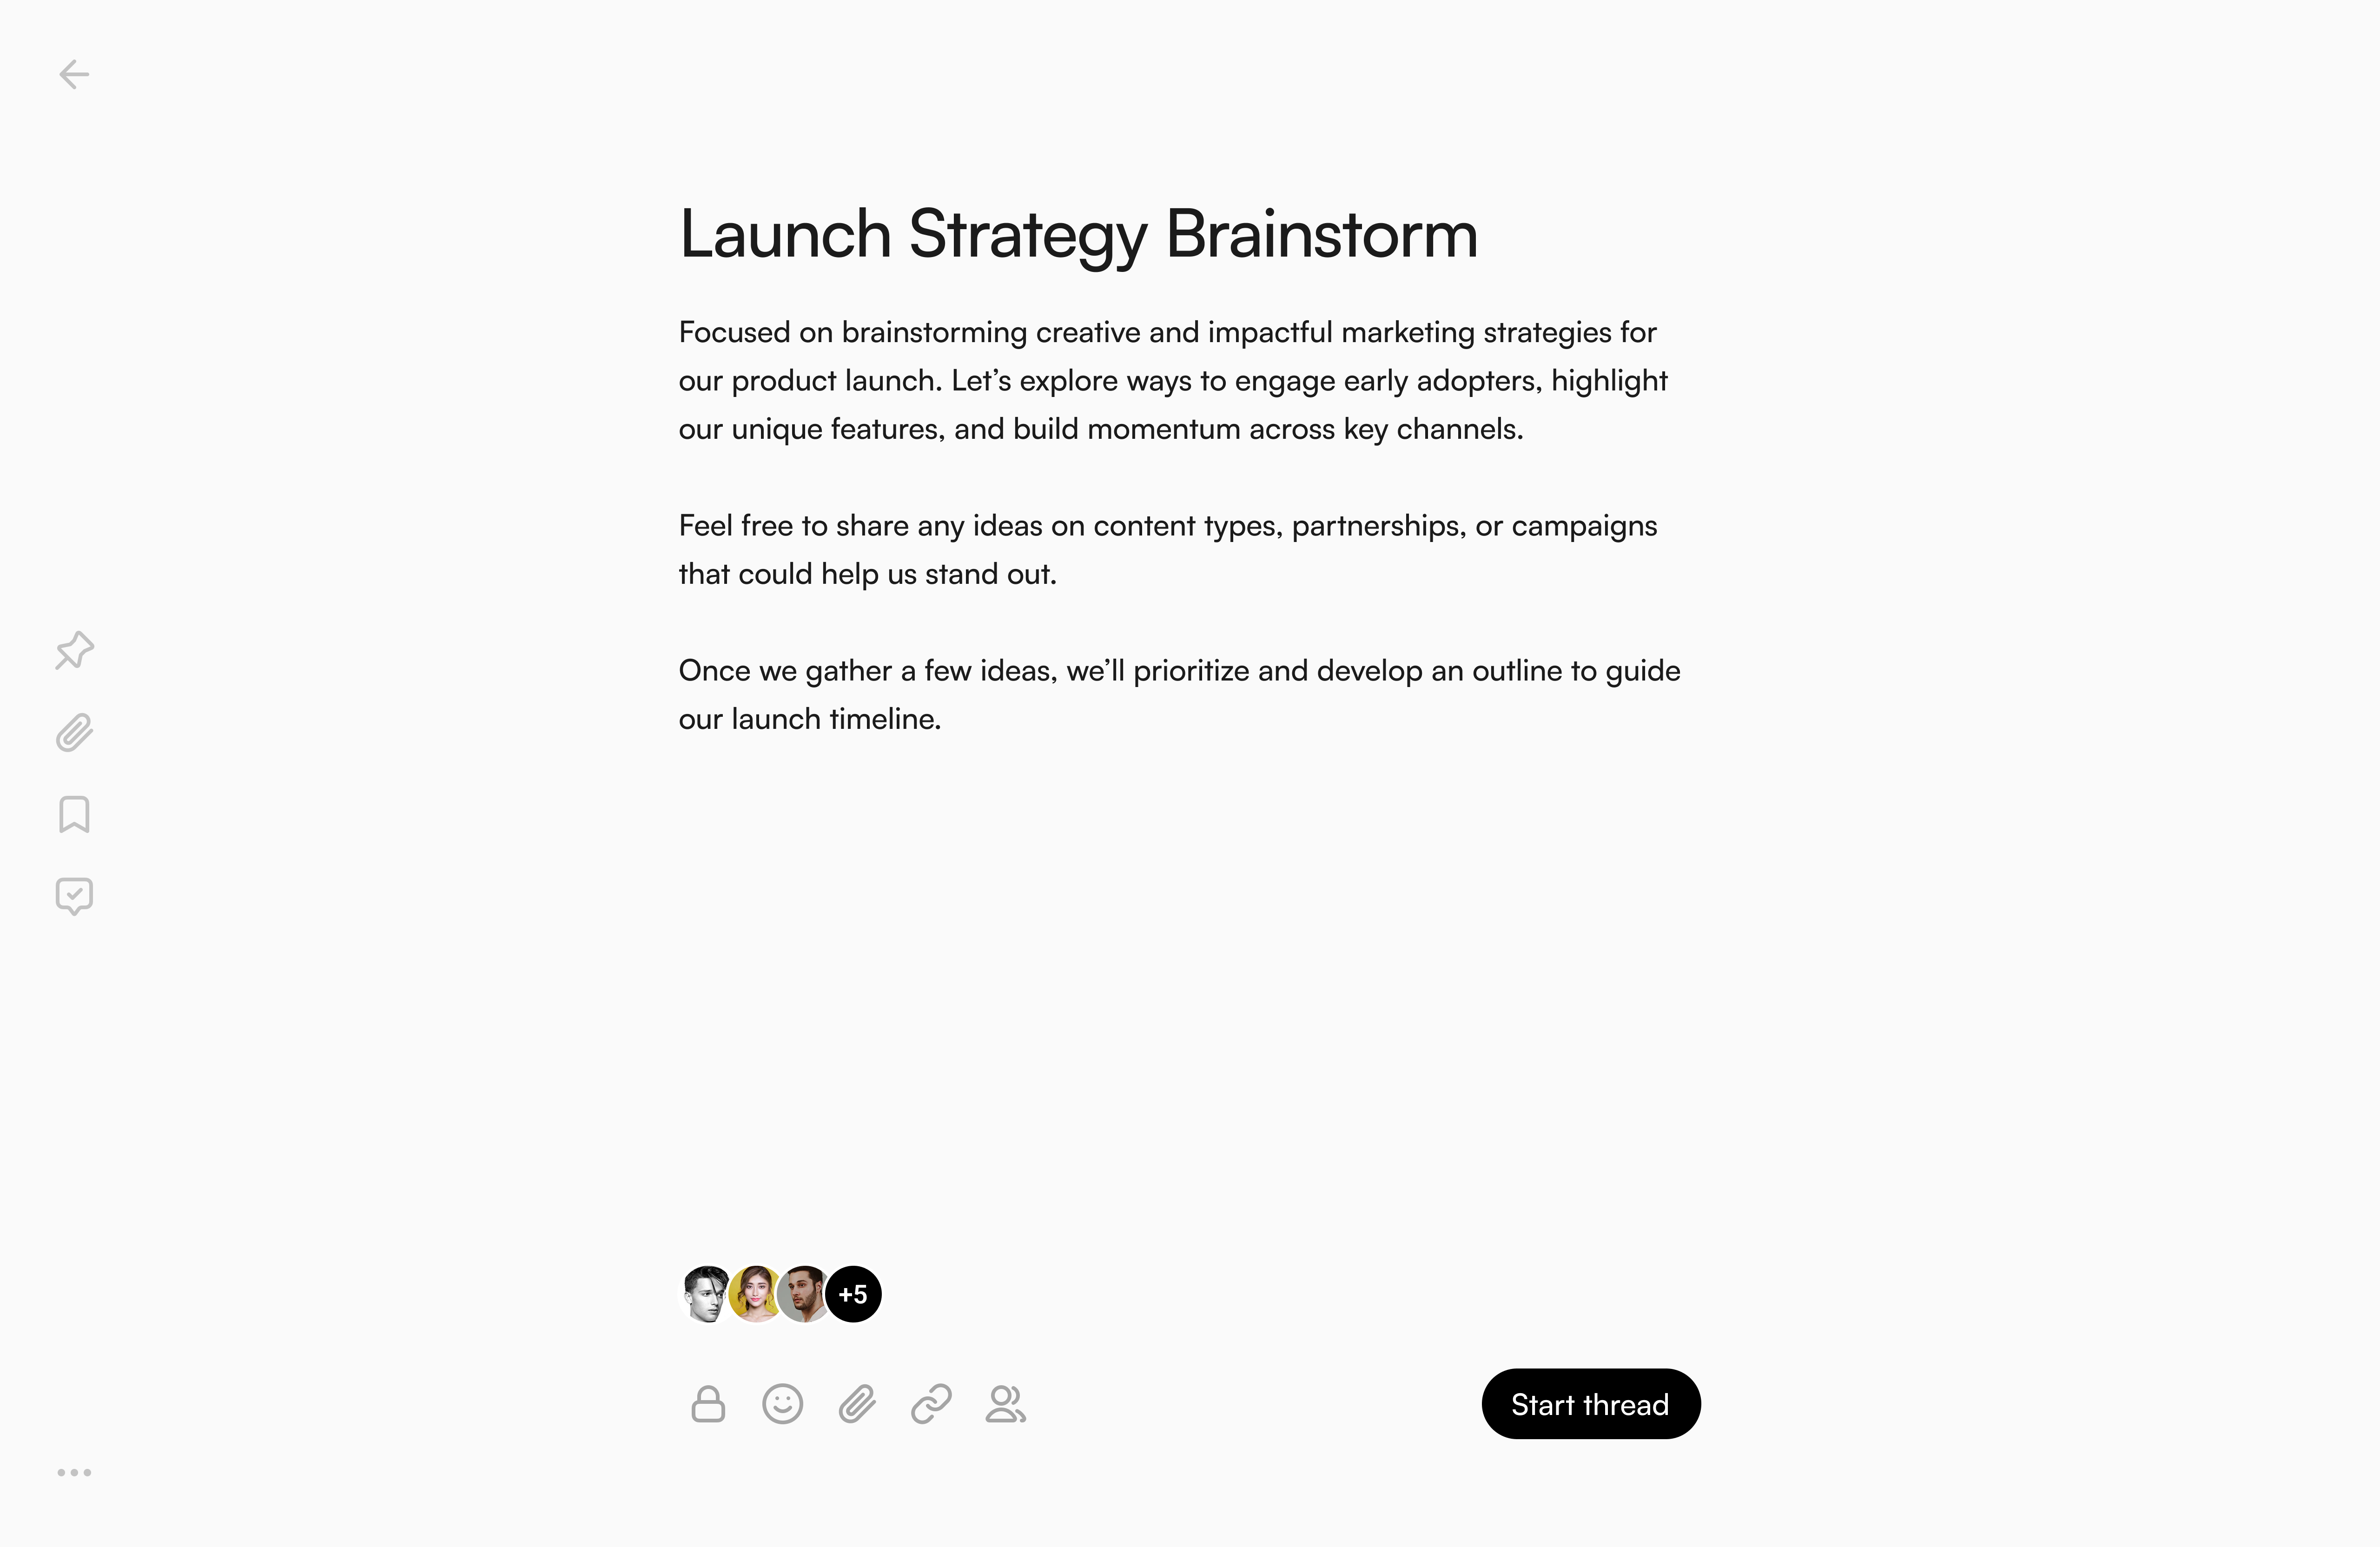 Launch Strategy Brainstorm
Focused on brainstorming creative and impactful marketing strategies for
our product launch. Let’s explore ways to engage early adopters, highlight
our unique features, and build momentum across key channels.
Feel free to share any ideas on content types, partnerships, or campaigns
that could help us stand out.
Once we gather a few ideas, we’ll prioritize and develop an outline to guide
our launch timeline.
+5
Start thread